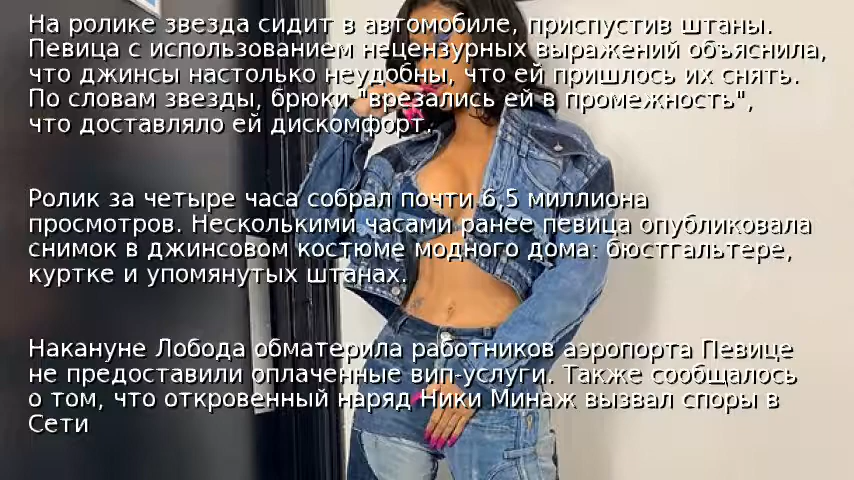 На ролике звезда сидит в автомобиле, приспустив штаны.
Певица с использованием нецензурных выражений объяснила,
что джинсы настолько неудобны, что ей пришлось их снять.
По словам звезды, брюки "врезались ей в промежность",
что доставляло ей дискомфорт.
Ролик за четыре часа собрал почти 6,5 миллиона
просмотров. Несколькими часами ранее певица опубликовала
снимок в джинсовом костюме модного дома: бюстгальтере,
куртке и упомянутых штанах.
Накануне Лобода обматерила работников аэропорта Певице
не предоставили оплаченные вип-услуги. Также сообщалось
о том, что откровенный наряд Ники Минаж вызвал споры в
Сети